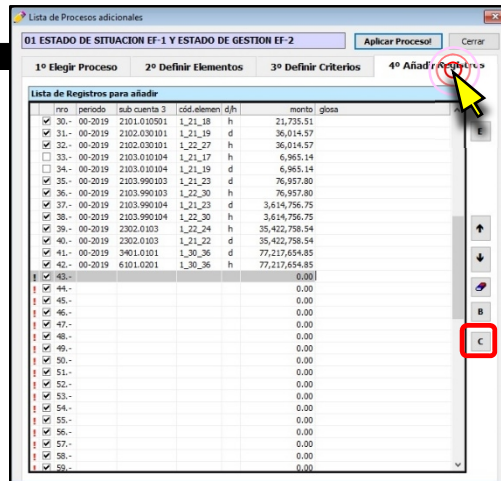 Lista de Procesos adicionales
01 ESTADO DE SITUACION EF-1 Y ESTADO DE GESTION EF-2 Aplicar Proceso! Cerrar
1º Elegir Proceso 2º Definir Elementos 3º Definir Criterios 4º Añadir Registros
Lista de Registros para añadir
nro periodo sub cuenta 3 cód.elemen d/h monto glosa
30.- 00-2019 2101.010501 1_21_18 h 21,735.51
31.- 00-2019 2102.030101 1_21_19 d 36,014.57
32.- 00-2019 2102.030101 1_22_27 h 36,014.57
33.- 00-2019 2103.010104 1_21_17 h 6,965.14
34.- 00-2019 2103.010104 1_21_19 d 6,965.14
35.- 00-2019 2103.990103 1_21_23 d 76,957.80
36.- 00-2019 2103.990103 1_22_30 h 76,957.80
37.- 00-2019 2103.990104 1_21_23 d 3,614,756.75
38.- 00-2019 2103.990104 1_22_30 h 3,614,756.75
39.- 00-2019 2302.0103 1_22_24 h 35,422,758.54
40.- 00-2019 2302.0103 1_21_22 d 35,422,758.54
41.- 00-2019 3401.0101 1_30_36 d 77,217,654.85
42.- 00-2019 6101.0201 1_30_36 h 77,217,654.85
! 43.- 0.00
! 44.- 0.00
! 45.- 0.00
! 46.- 0.00
! 47.- 0.00
! 48.- 0.00
! 49.- 0.00
! 50.- 0.00
! 51.- 0.00
! 52.- 0.00
! 53.- 0.00
! 54.- 0.00
! 55.- 0.00
! 56.- 0.00
! 57.- 0.00
! 58.- 0.00
! 59.- 0.00
E
B
C